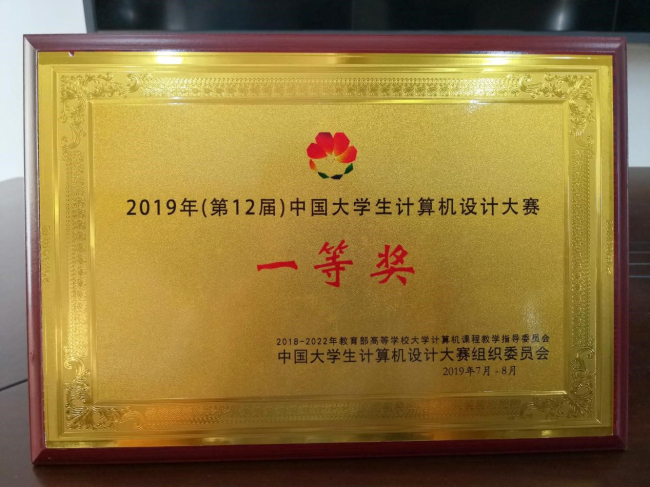 2019年(第12届)中国大学生计算机设计大赛
一等奖
2018-2022年教育部高等学校大学计算机课程教学指导委员会
中国大学生计算机设计大赛组织委员会
2019年7月-8月